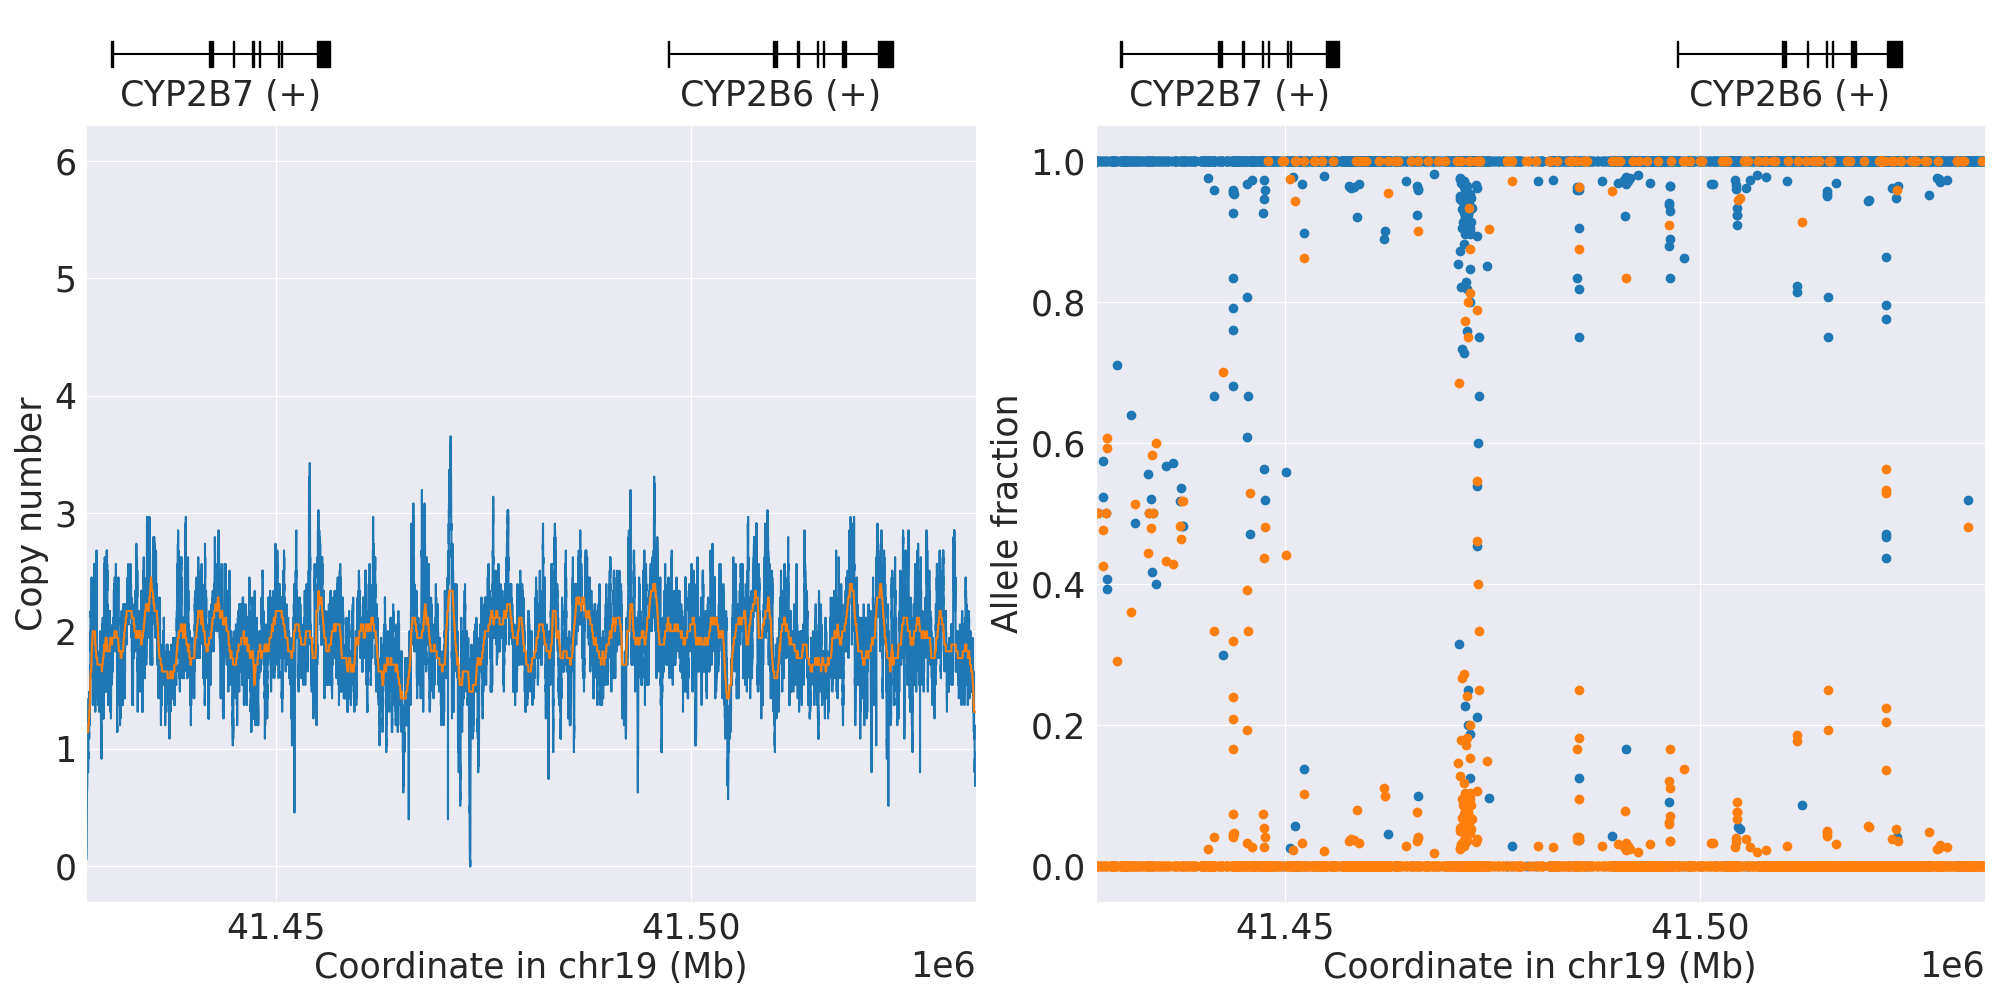 CYP2B7 (+) CYP2B6 (+)
CYP2B7 (+) CYP2B6 (+)
Copy number
6
5
4
3
2
1
0
41.45 41.50
Coordinate in chr19 (Mb) 1e6
Allele fraction
1.0
0.8
0.6
0.4
0.2
0.0
41.45 41.50
Coordinate in chr19 (Mb) 1e6